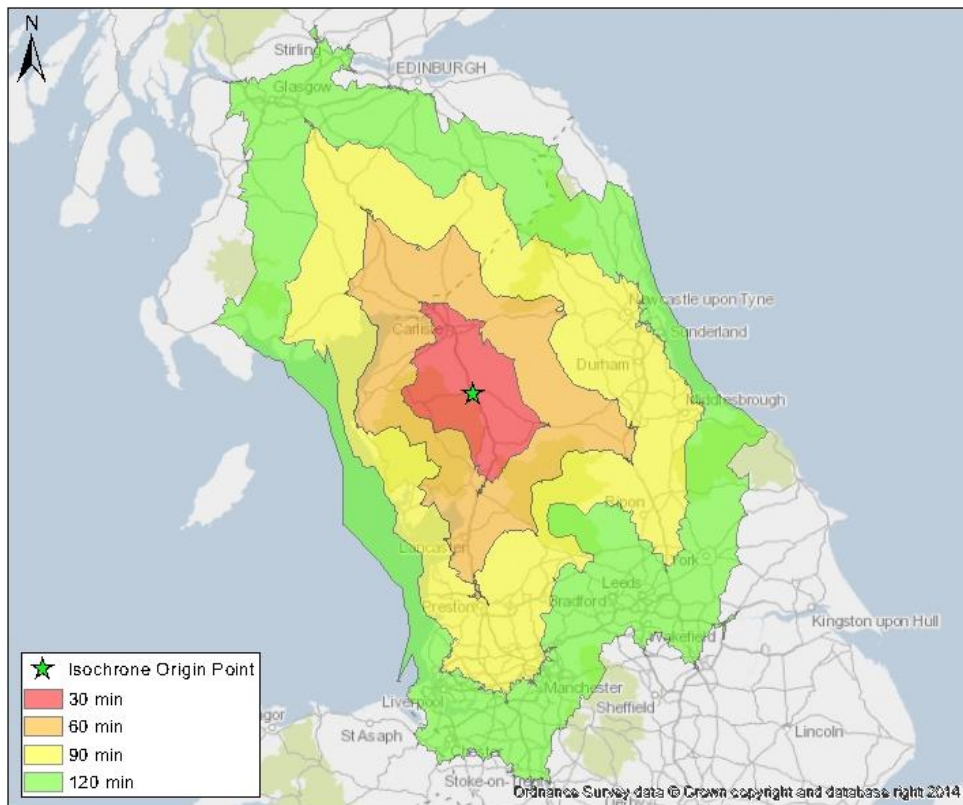 N
Stirling
EDINBURGH
Glasgow
Newcastle upon Tyne
Carlisle
Sunderland
Durham
Middlesbrough
Ripon
Lancaster
York
Leeds
Preston
Bradford
Kingston upon Hull
Wakefield
Isochrone Origin Point
30 min
60 min
90 min
120 min
Manchester
Liverpool
Sheffield
St Asaph
Lincoln
Chester
Stoke-on-Trent
Ordnance Survey data © Crown copyright and database right 2014